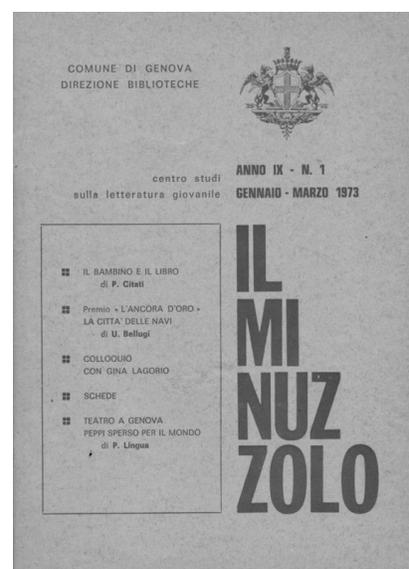 COMUNE DI GENOVA
DIREZIONE BIBLIOTECHE
centro studi
sulla letteratura giovanile
ANNO IX - N. 1
GENNAIO - MARZO 1973
IL BAMBINO E IL LIBRO
di P. Citati
Premio « L'ANCORA D'ORO »
LA CITTA' DELLE NAVI
di U. Bellugi
COLLOQUIO
CON GINA LAGORIO
SCHEDE
TEATRO A GENOVA
PEPPI SPERSO PER IL MONDO
di P. Lingua
IL
MI
NUZ
ZOLO